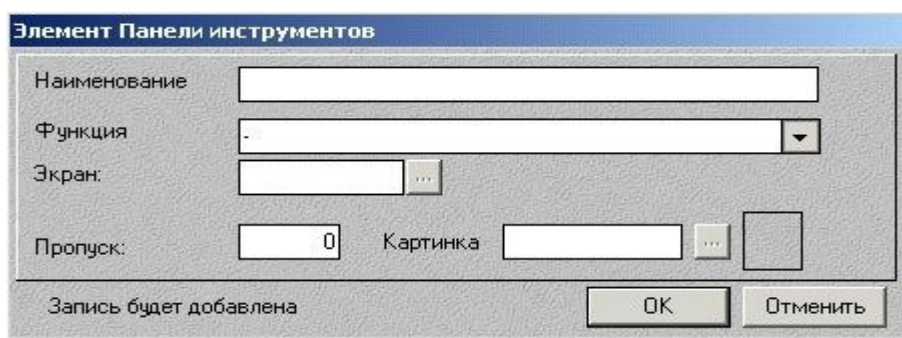 Элемент Панели инструментов
Наименование
Функция -
Экран: ...
Пропуск: 0 Картинка ...
Запись будет добавлена OK Отменить